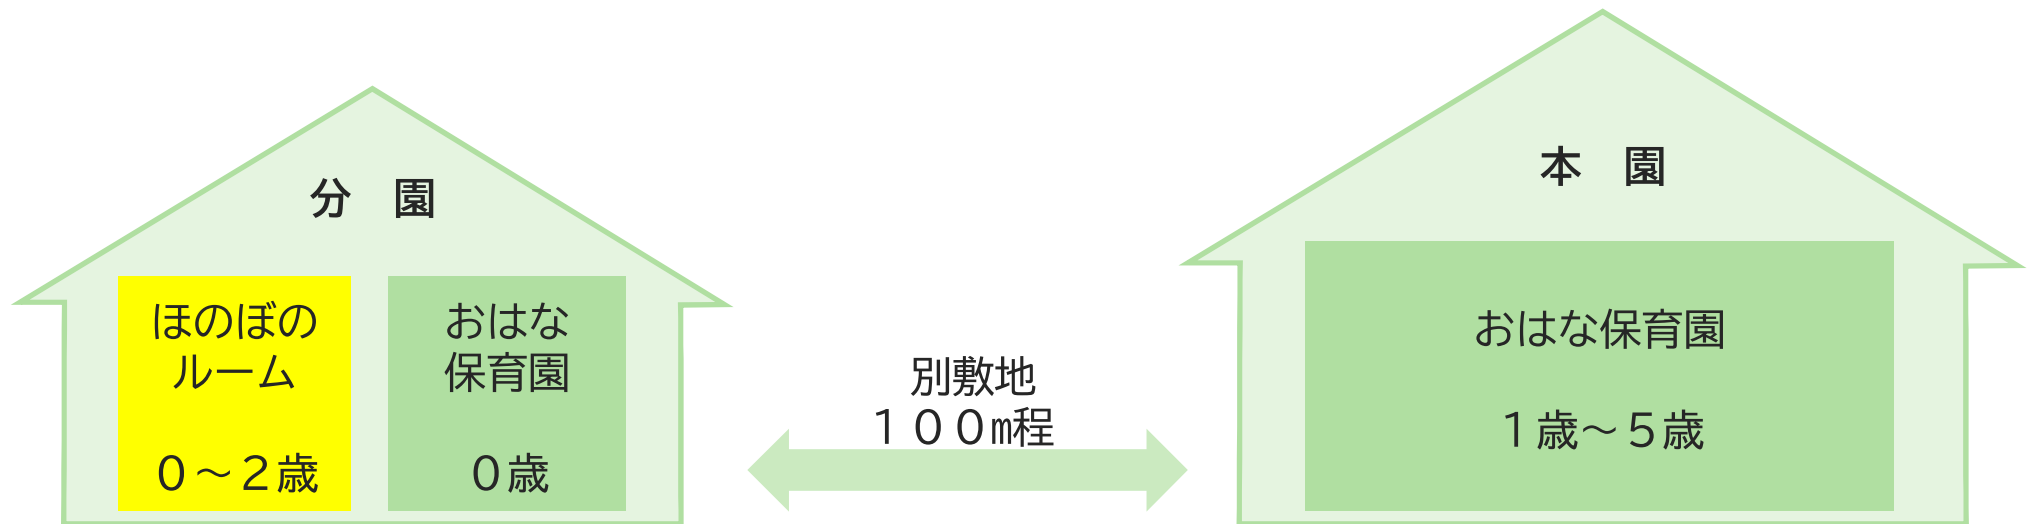 分　園
ほのぼの
ルーム
０～２歳
おはな
保育園
０歳
別敷地
１００ｍ程
本　園
おはな保育園
１歳～５歳